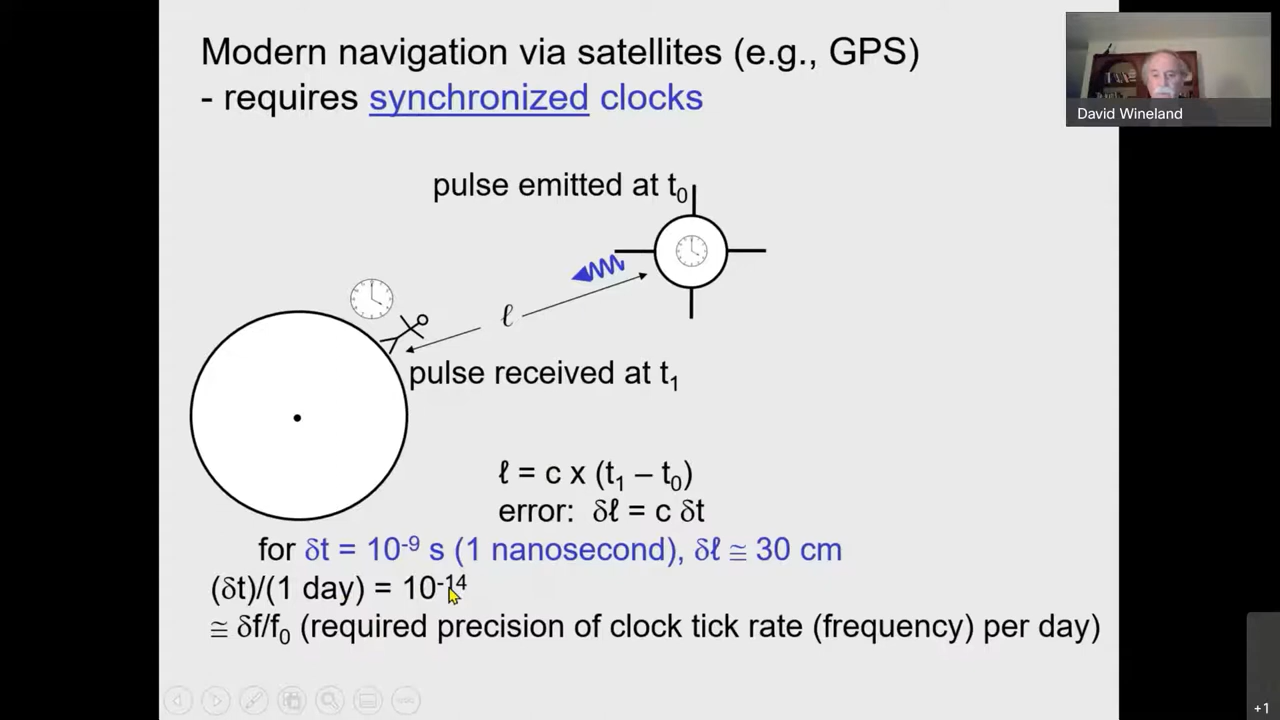 Modern navigation via satellites (e.g., GPS)
- requires synchronized clocks
David Wineland
pulse emitted at t₀
ℓ
pulse received at t₁
ℓ = c x (t₁ – t₀)
error: δℓ = c δt
for δt = 10⁻⁹ s (1 nanosecond), δℓ ≅ 30 cm
(δt)/(1 day) = 10⁻¹⁴
≅ δf/f₀ (required precision of clock tick rate (frequency) per day)
+1